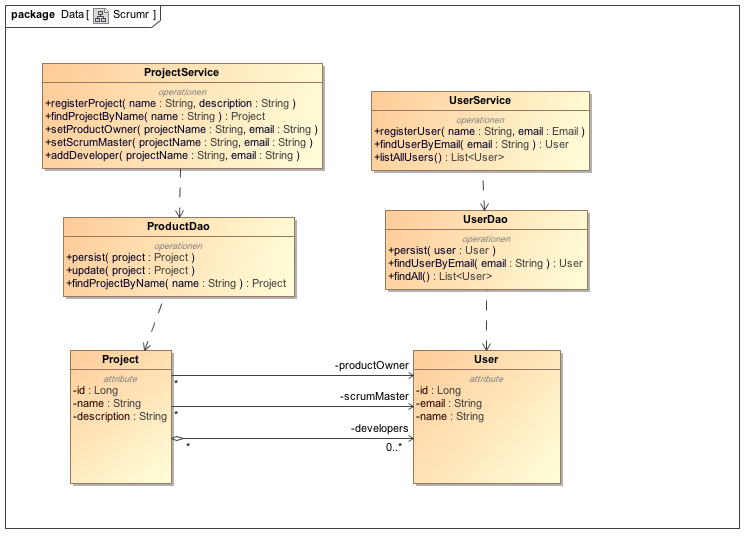 package Data [ Scrumr ]
ProjectService
operationen
+registerProject( name : String, description : String )
+findProjectByName( name : String ) : Project
+setProductOwner( projectName : String, email : String )
+setScrumMaster( projectName : String, email : String )
+addDeveloper( projectName : String, email : String )
UserService
operationen
+registerUser( name : String, email : Email )
+findUserByEmail( email : String ) : User
+listAllUsers() : List<User>
ProductDao
operationen
+persist( project : Project )
+update( project : Project )
+findProjectByName( name : String ) : Project
UserDao
operationen
+persist( user : User )
+findUserByEmail( email : String ) : User
+findAll() : List<User>
Project
attribute
-id : Long
-name : String
-description : String
-productOwner
*
-scrumMaster
*
-developers
*
0..*
User
attribute
-id : Long
-email : String
-name : String